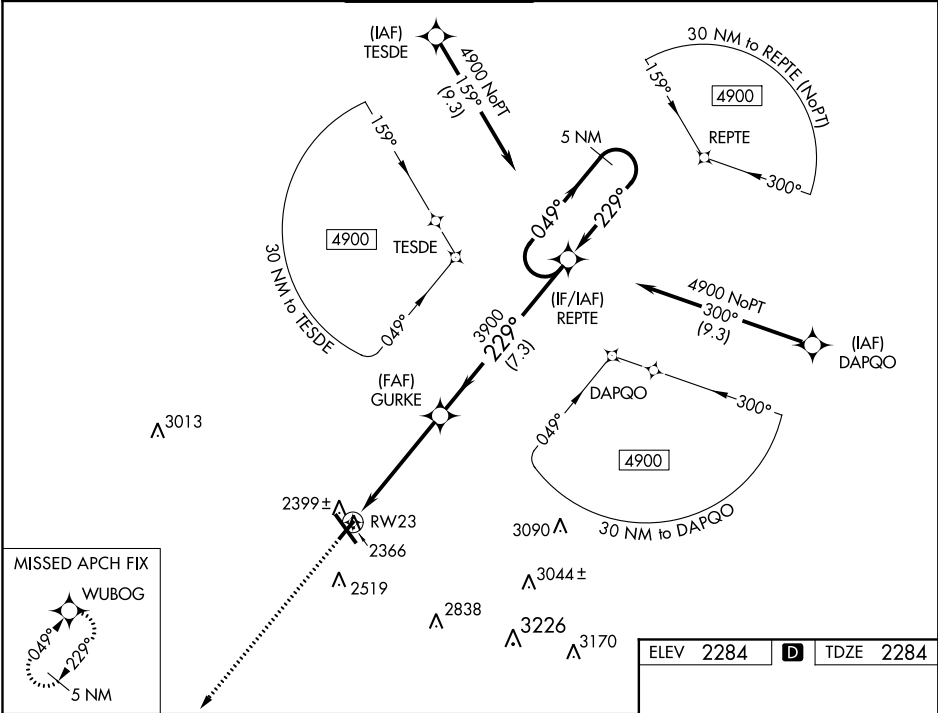 (IAF)
TESDE
4900 NoPT
159°
(9.3)
30 NM to REPTE (NoPT)
159°
4900
REPTE
300°
5 NM
049°
229°
159°
4900
TESDE
30 NM to TESDE
049°
(IF/IAF)
REPTE
4900 NoPT
300°
(9.3)
(IAF)
DAPQO
3900
229°
(7.3)
(FAF)
GURKE
DAPQO
300°
049°
4900
30 NM to DAPQO
3013
2399±
RW23
2366
3090
2519
3044±
2838
3226
3170
MISSED APCH FIX
WUBOG
049°
229°
5 NM
ELEV 2284 D TDZE 2284